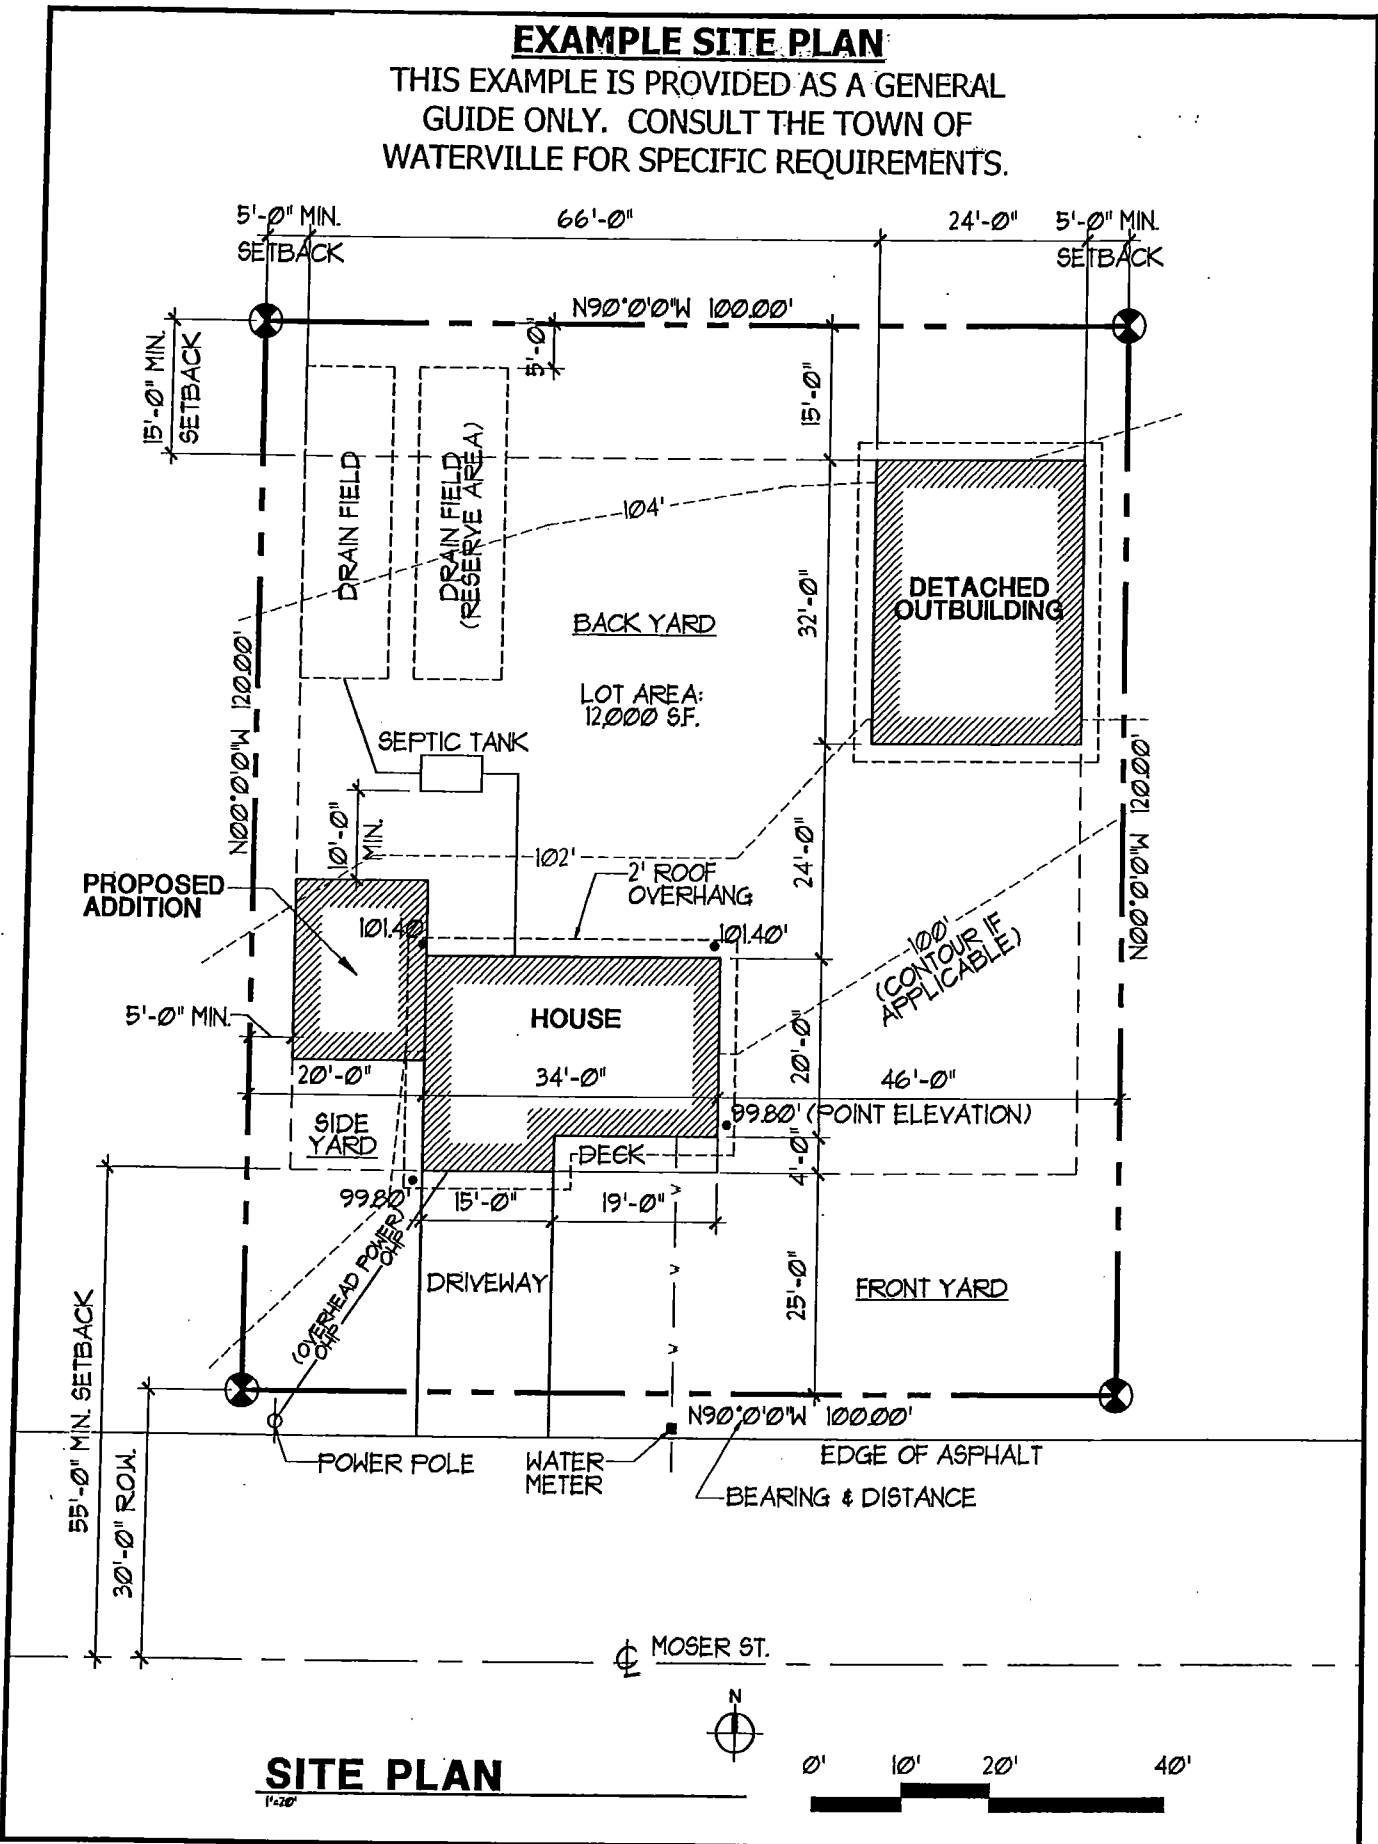 EXAMPLE SITE PLAN
THIS EXAMPLE IS PROVIDED AS A GENERAL
GUIDE ONLY. CONSULT THE TOWN OF
WATERVILLE FOR SPECIFIC REQUIREMENTS.
5'-0" MIN.
SETBACK
66'-0"
24'-0"
5'-0" MIN.
SETBACK
N90°0'0"W 100.00'
15'-0" MIN.
SETBACK
5'-0"
15'-0"
DRAIN FIELD
DRAIN FIELD
(RESERVE AREA)
104'
32'-0"
DETACHED
OUTBUILDING
BACK YARD
LOT AREA:
12,000 S.F.
N00°0'0"W 120.00'
SEPTIC TANK
N00°0'0"W 120.00'
10'-0"
MIN.
102'
2' ROOF
OVERHANG
24'-0"
PROPOSED
ADDITION
101.40'
101.40'
100'
(CONTOUR IF
APPLICABLE)
5'-0" MIN.
HOUSE
20'-0"
20'-0"
34'-0"
46'-0"
99.80' (POINT ELEVATION)
SIDE
YARD
DECK
4'-0"
99.80'
15'-0"
19'-0"
(OVERHEAD POWER)
OHP
OHP
DRIVEWAY
W
W
W
25'-0"
FRONT YARD
55'-0" MIN. SETBACK
30'-0" R.O.W.
N90°0'0"W 100.00'
POWER POLE
WATER
METER
EDGE OF ASPHALT
BEARING & DISTANCE
MOSER ST.
N
SITE PLAN
1"=20'
0' 10' 20' 40'